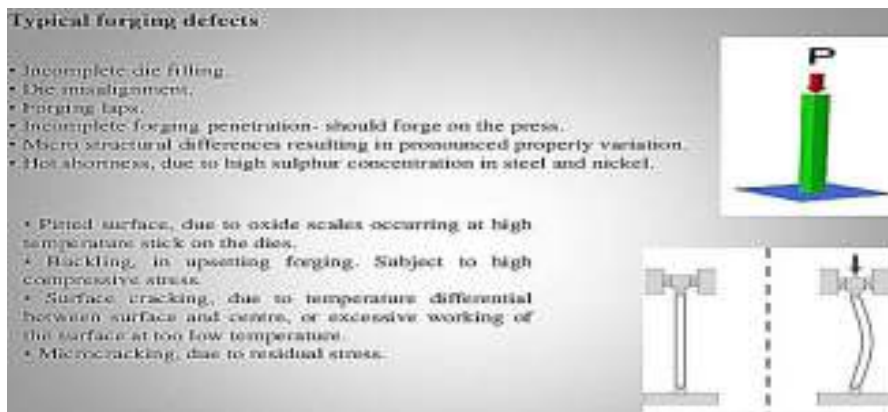 Typical forging defects
• Incomplete die filling.
• Die misalignment.
• Forging laps.
• Incomplete forging penetration- should forge on the press.
• Micro structural differences resulting in pronounced property variation.
• Hot shortness, due to high sulphur concentration in steel and nickel.
P
• Pitted surface, due to oxide scales occurring at high
temperature stick on the dies.
• Buckling, in upsetting forging. Subject to high
compressive stress.
• Surface cracking, due to temperature differential
between surface and centre, or excessive working of
the surface at too low temperature.
• Microcracking, due to residual stress.